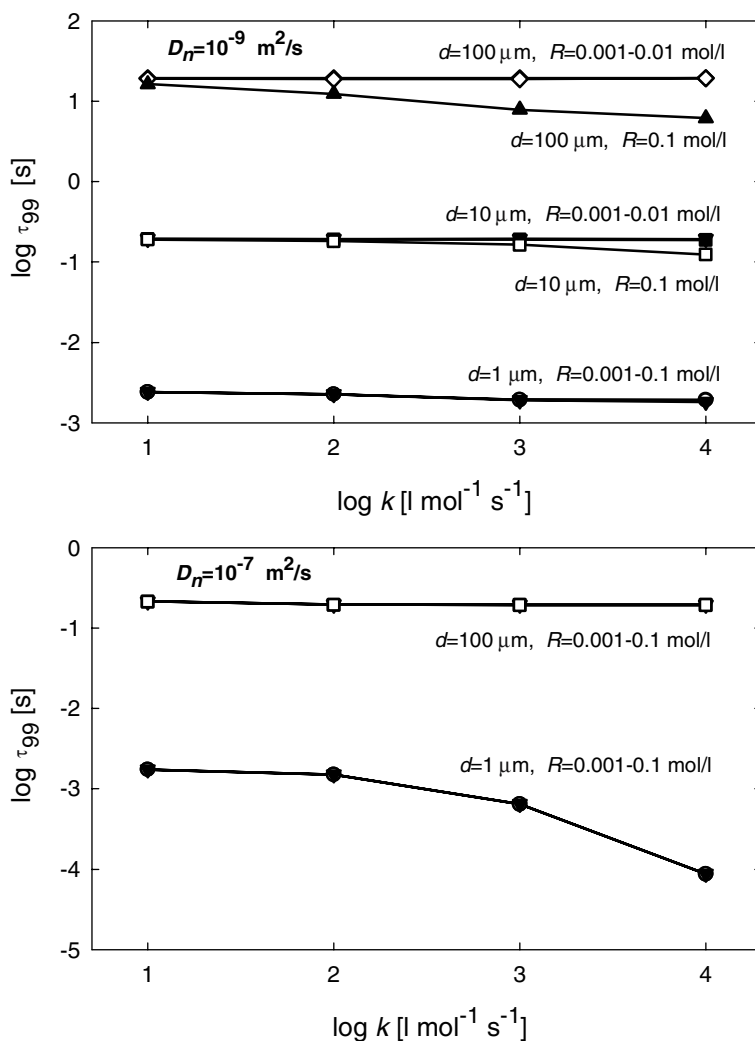 2
D_n=10^-9 m^2/s
d=100 μm, R=0.001-0.01 mol/l
1
d=100 μm, R=0.1 mol/l
0
log τ_99 [s]
d=10 μm, R=0.001-0.01 mol/l
-1
d=10 μm, R=0.1 mol/l
-2
d=1 μm, R=0.001-0.1 mol/l
-3
1 2 3 4
log k [l mol^-1 s^-1]
0
D_n=10^-7 m^2/s
-1
d=100 μm, R=0.001-0.1 mol/l
-2
log τ_99 [s]
d=1 μm, R=0.001-0.1 mol/l
-3
-4
-5
1 2 3 4
log k [l mol^-1 s^-1]